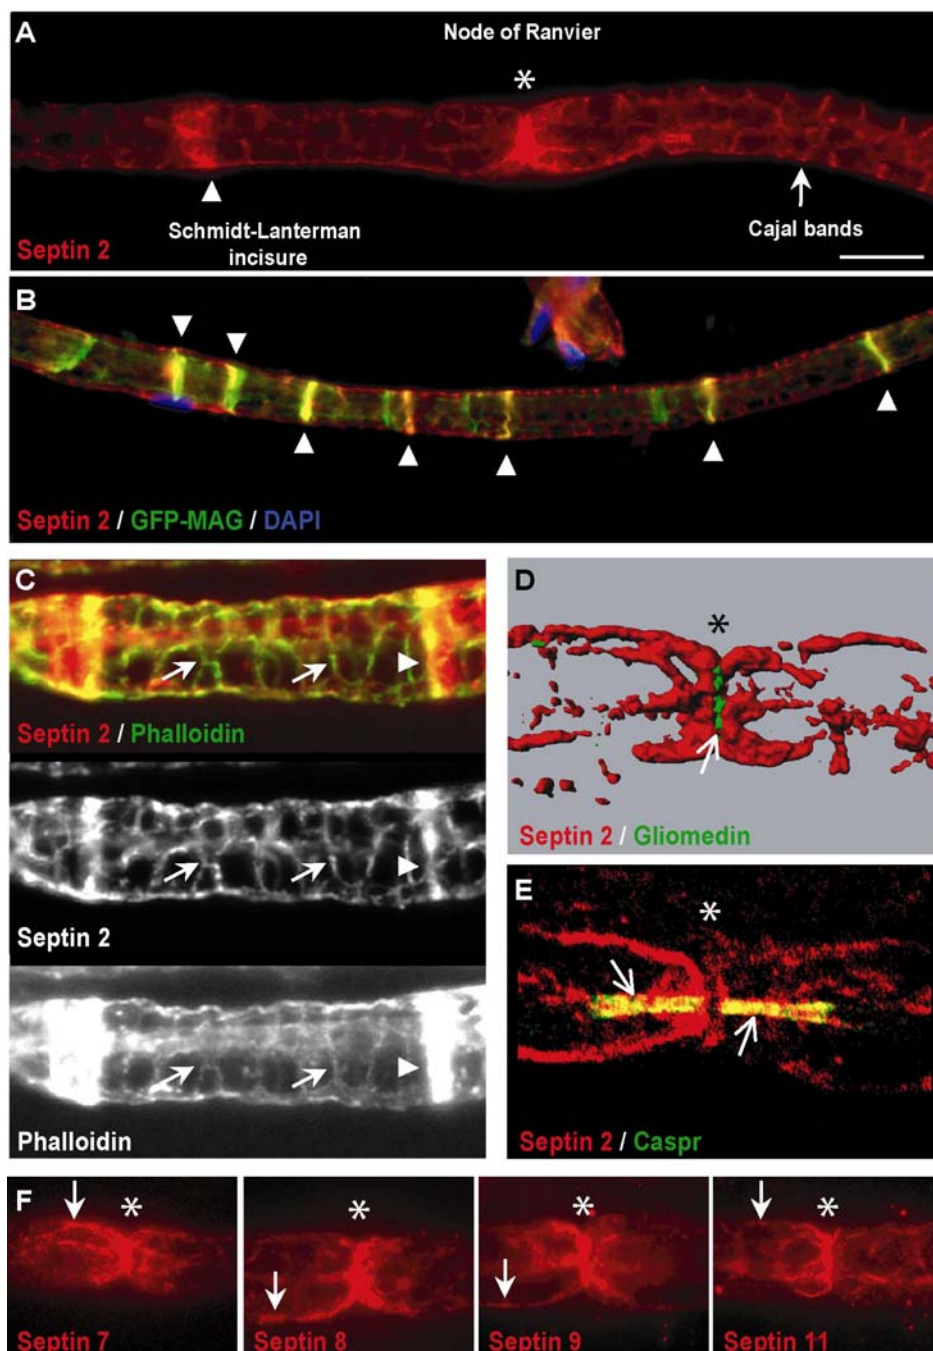 A
Node of Ranvier
*
Schmidt-Lanterman
incisure
Cajal bands
Septin 2
B
Septin 2 / GFP-MAG / DAPI
C
Septin 2 / Phalloidin
Septin 2
Phalloidin
D
*
Septin 2 / Gliomedin
E
*
Septin 2 / Caspr
F
* * * *
Septin 7 Septin 8 Septin 9 Septin 11